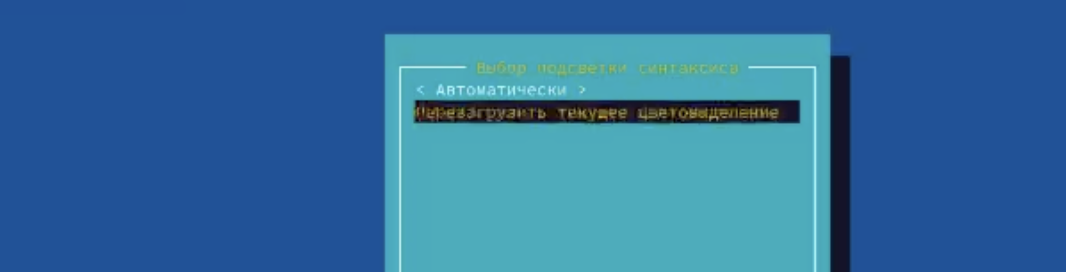 Выбор подсветки синтаксиса
< Автоматически >
Перезагрузить текущее цветовыделение